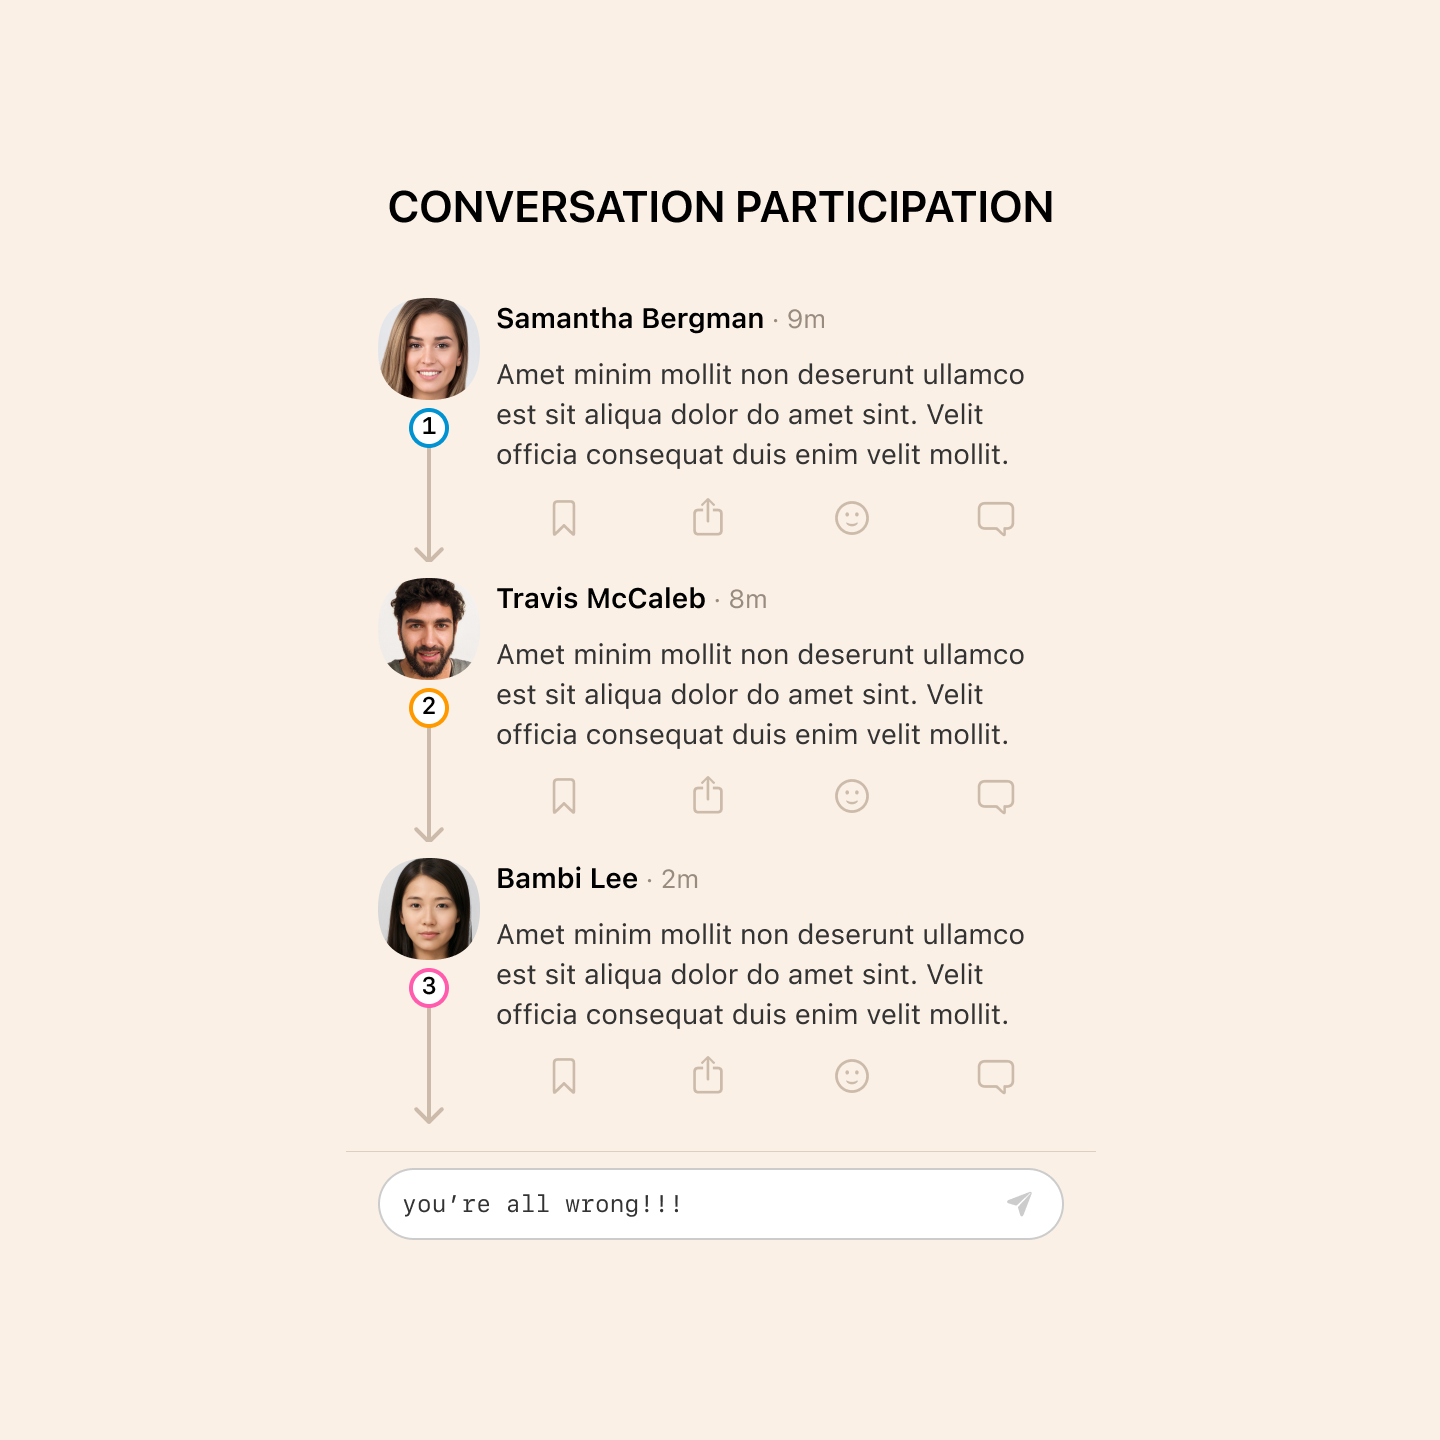 CONVERSATION PARTICIPATION
Samantha Bergman · 9m
Amet minim mollit non deserunt ullamco
est sit aliqua dolor do amet sint. Velit
officia consequat duis enim velit mollit.
1
Travis McCaleb · 8m
Amet minim mollit non deserunt ullamco
est sit aliqua dolor do amet sint. Velit
officia consequat duis enim velit mollit.
2
Bambi Lee · 2m
Amet minim mollit non deserunt ullamco
est sit aliqua dolor do amet sint. Velit
officia consequat duis enim velit mollit.
3
you’re all wrong!!!